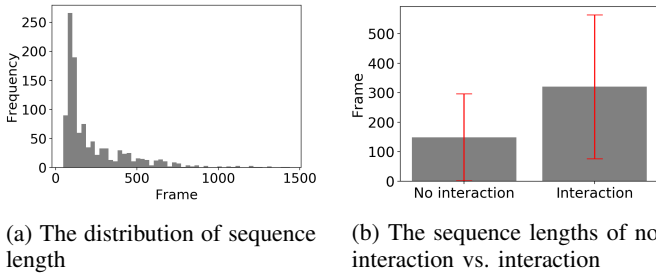 250
200
150
100
50
0
Frequency
0 500 1000 1500
Frame
(a) The distribution of sequence
length
500
400
300
200
100
0
Frame
No interaction Interaction
(b) The sequence lengths of no
interaction vs. interaction